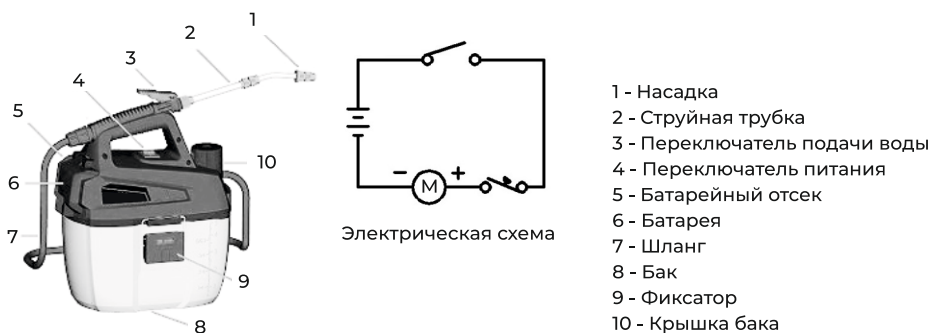 1
2
3
4
5
6
7
8
9
10
− +
M
Электрическая схема
1 - Насадка
2 - Струйная трубка
3 - Переключатель подачи воды
4 - Переключатель питания
5 - Батарейный отсек
6 - Батарея
7 - Шланг
8 - Бак
9 - Фиксатор
10 - Крышка бака